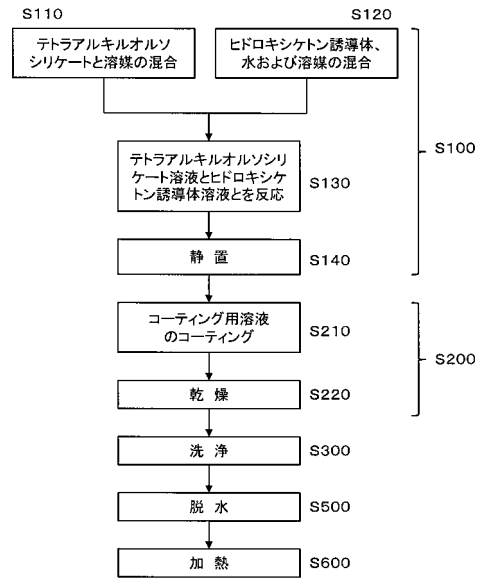 S110
S120
テトラアルキルオルソ
シリケートと溶媒の混合
ヒドロキシケトン誘導体、
水および溶媒の混合
S100
テトラアルキルオルソシリ
ケート溶液とヒドロキシケ
トン誘導体溶液とを反応
S130
静 置
S140
コーティング用溶液
のコーティング
S210
S200
乾 燥
S220
洗 浄
S300
脱 水
S500
加 熱
S600